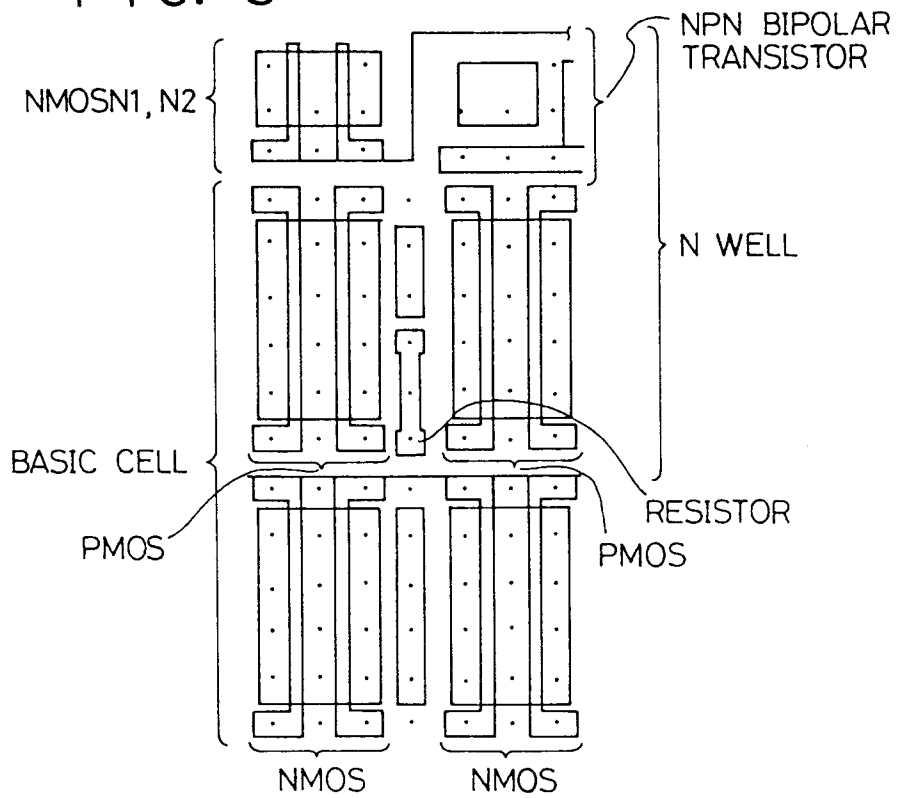 NPN BIPOLAR
TRANSISTOR
NMOSN1, N2
N WELL
BASIC CELL
RESISTOR
PMOS
PMOS
NMOS
NMOS